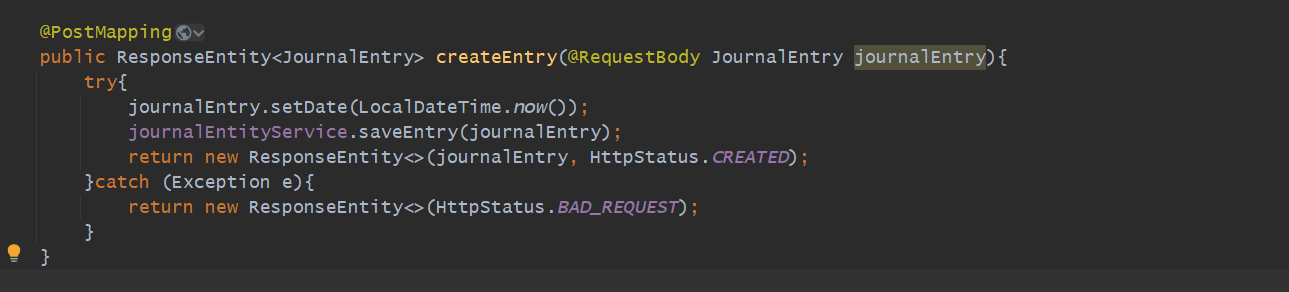 @PostMapping
public ResponseEntity<JournalEntry> createEntry(@RequestBody JournalEntry journalEntry){
    try{
        journalEntry.setDate(LocalDateTime.now());
        journalEntityService.saveEntry(journalEntry);
        return new ResponseEntity<>(journalEntry, HttpStatus.CREATED);
    }catch (Exception e){
        return new ResponseEntity<>(HttpStatus.BAD_REQUEST);
    }
}